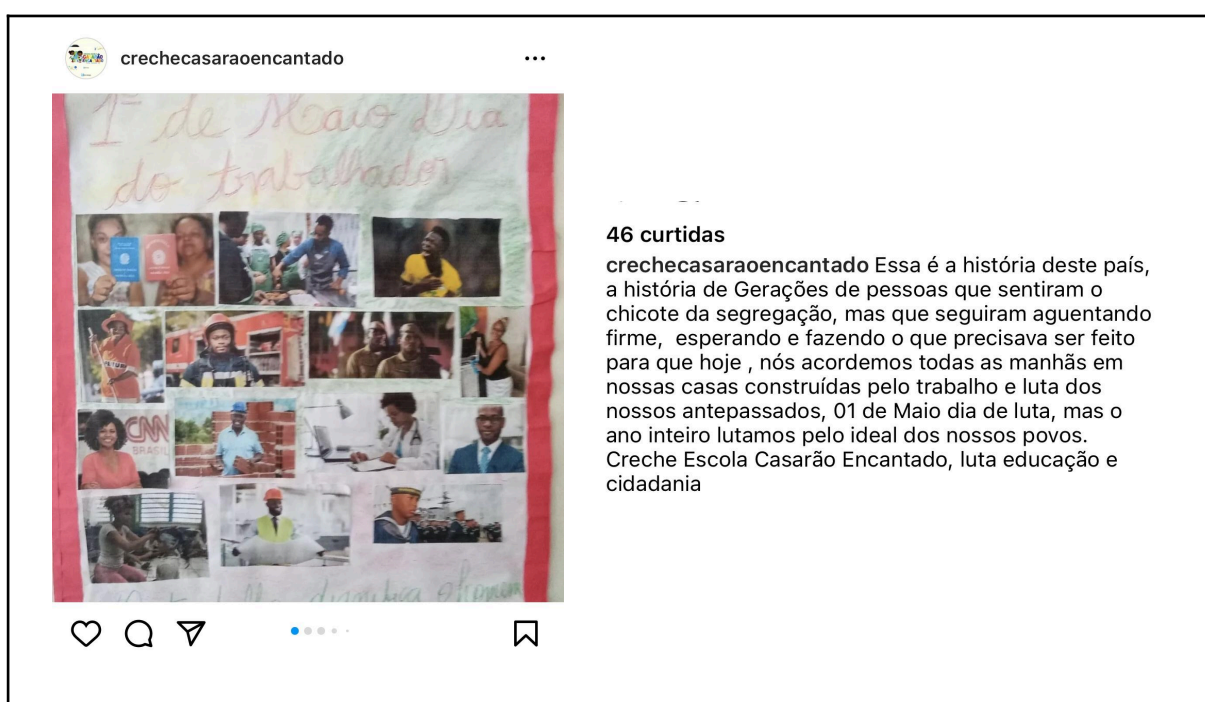 crechecasaraoencantado
1º de Maio Dia
do trabalhador
CNN
BRASIL
dignifica o homem
46 curtidas
crechecasaraoencantado Essa é a história deste país,
a história de Gerações de pessoas que sentiram o
chicote da segregação, mas que seguiram aguentando
firme,  esperando e fazendo o que precisava ser feito
para que hoje , nós acordemos todas as manhãs em
nossas casas construídas pelo trabalho e luta dos
nossos antepassados, 01 de Maio dia de luta, mas o
ano inteiro lutamos pelo ideal dos nossos povos.
Creche Escola Casarão Encantado, luta educação e
cidadania